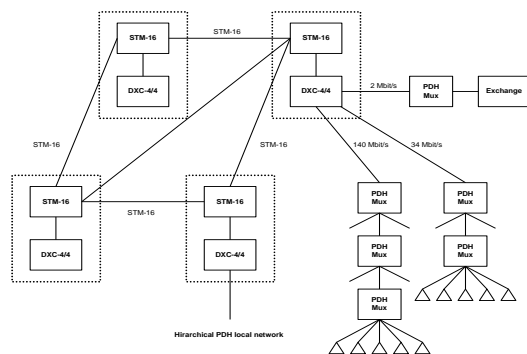 STM-16
STM-16
STM-16
DXC-4/4
DXC-4/4
2 Mbit/s
PDH
Mux
Exchange
STM-16
STM-16
140 Mbit/s
34 Mbit/s
STM-16
STM-16
STM-16
DXC-4/4
DXC-4/4
PDH
Mux
PDH
Mux
PDH
Mux
PDH
Mux
PDH
Mux
Hirarchical PDH local network